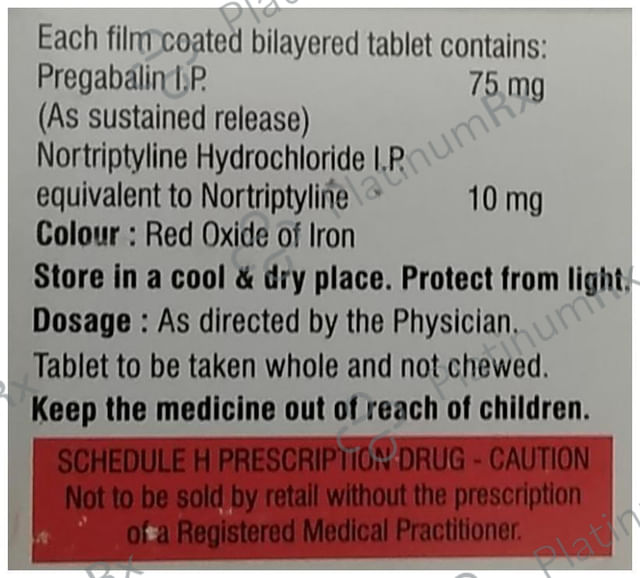 Each film coated bilayered tablet contains:
Pregabalin I.P. 75 mg
(As sustained release)
Nortriptyline Hydrochloride I.P.
equivalent to Nortriptyline 10 mg
Colour : Red Oxide of Iron
Store in a cool & dry place. Protect from light.
Dosage : As directed by the Physician.
Tablet to be taken whole and not chewed.
Keep the medicine out of reach of children.
SCHEDULE H PRESCRIPTION DRUG - CAUTION
Not to be sold by retail without the prescription
of a Registered Medical Practitioner.
PlatinumRx
PlatinumRx